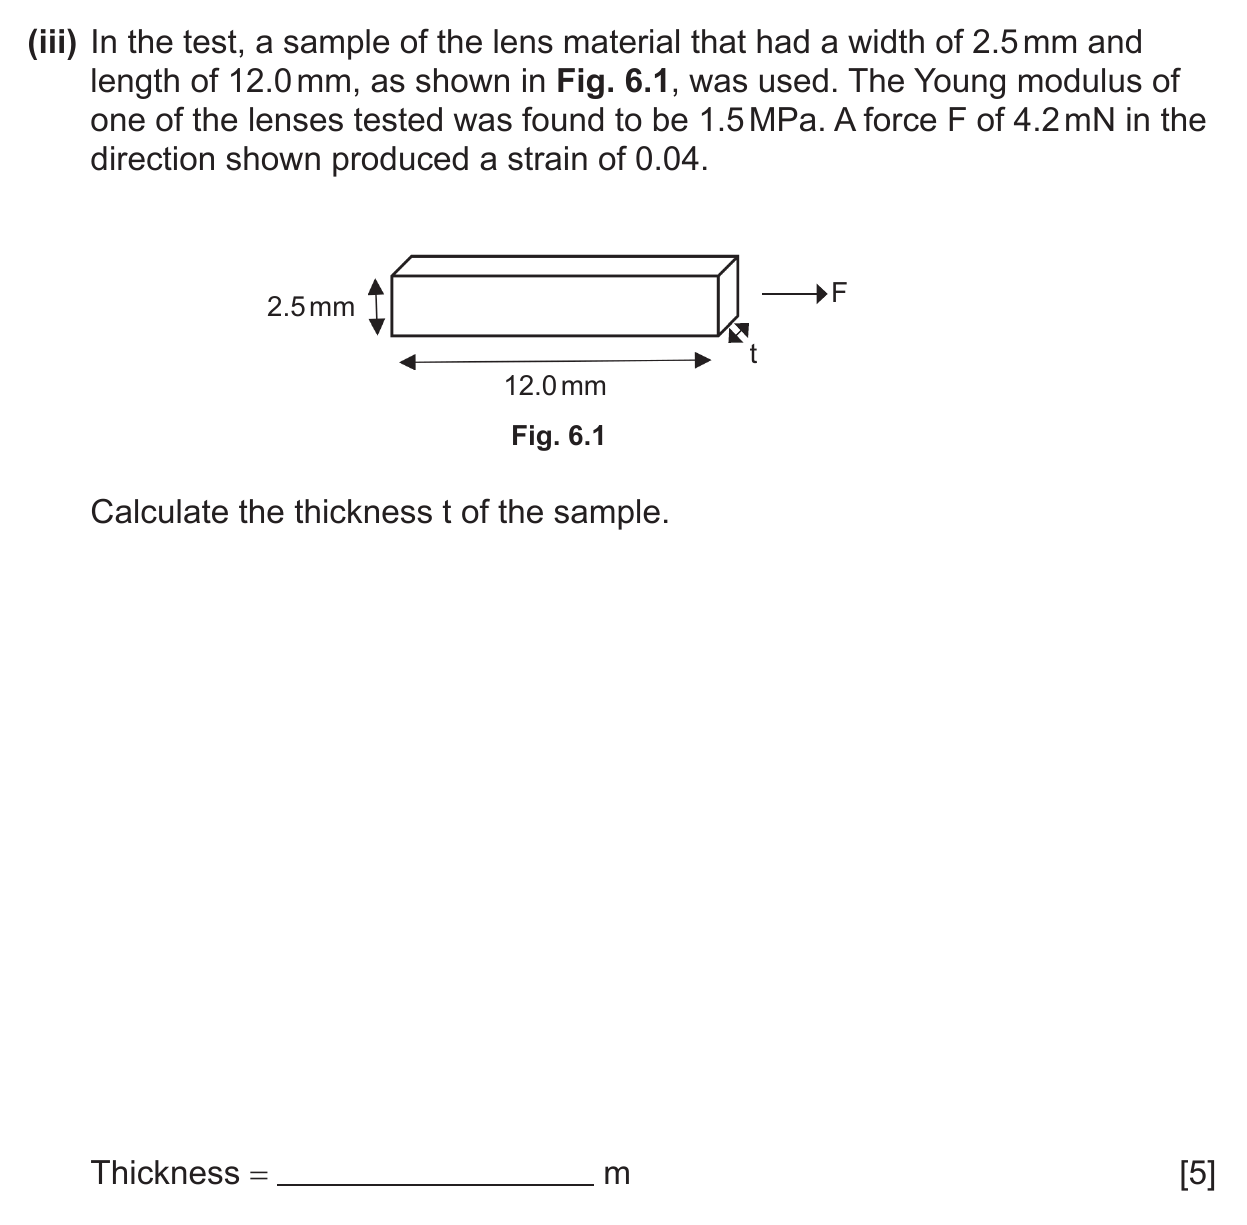 (iii) In the test, a sample of the lens material that had a width of 2.5 mm and
length of 12.0 mm, as shown in Fig. 6.1, was used. The Young modulus of
one of the lenses tested was found to be 1.5 MPa. A force F of 4.2 mN in the
direction shown produced a strain of 0.04.
F
2.5 mm
t
12.0 mm
Fig. 6.1
Calculate the thickness t of the sample.
Thickness = ________________ m [5]